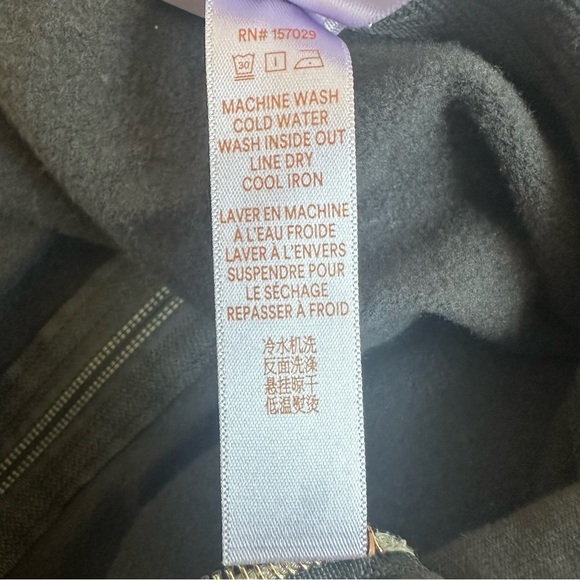 RN# 157029
30
MACHINE WASH
COLD WATER
WASH INSIDE OUT
LINE DRY
COOL IRON
LAVER EN MACHINE
À L'EAU FROIDE
LAVER À L'ENVERS
SUSPENDRE POUR
LE SÉCHAGE
REPASSER À FROID
冷水机洗
反面洗涤
悬挂晾干
低温熨烫